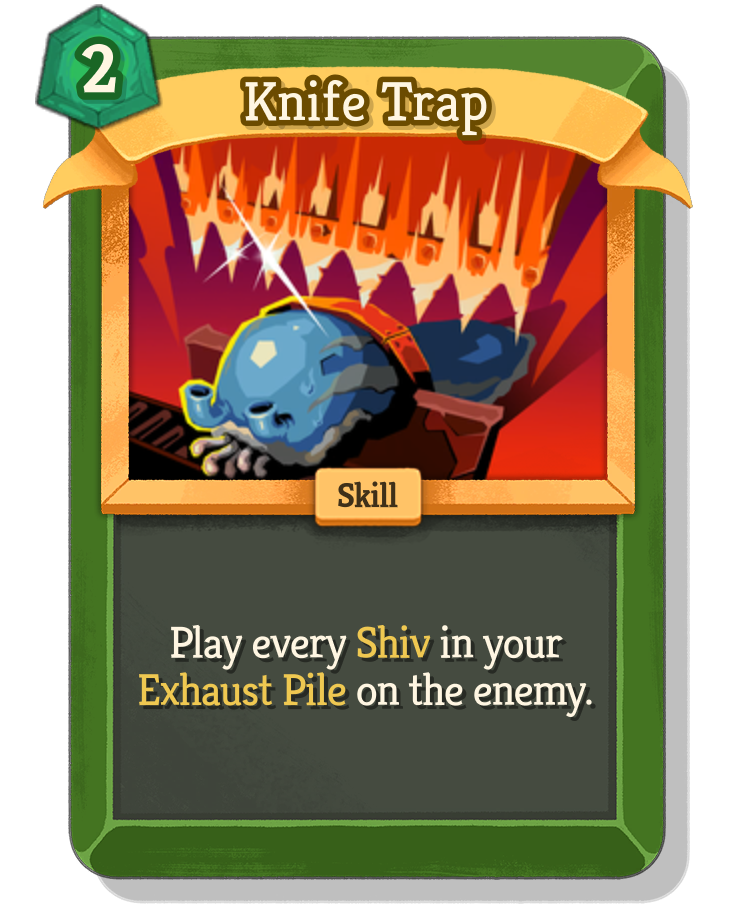 2
Knife Trap
Skill
Play every Shiv in your
Exhaust Pile on the enemy.